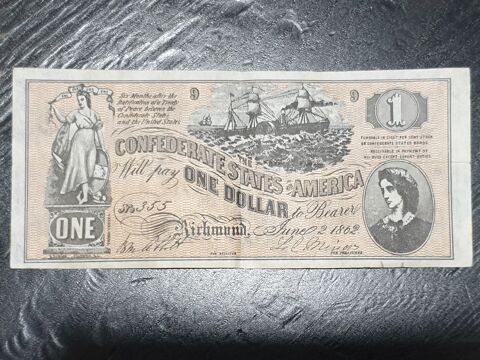 9
9
1
Six Months after the
Ratification of a Treaty
of Peace between the
Confederate States
and the United States
FUNDABLE IN EIGHT PER CENT STOCK
OR CONFEDERATE STATES BONDS
RECEIVABLE IN PAYMENT OF
ALL DUES EXCEPT EXPORT DUTIES
THE
CONFEDERATE STATES OF AMERICA
Will pay ONE DOLLAR to Bearer
No. 355
ONE
Richmond, June 2 1862
FOR REGISTER
FOR TREASURER